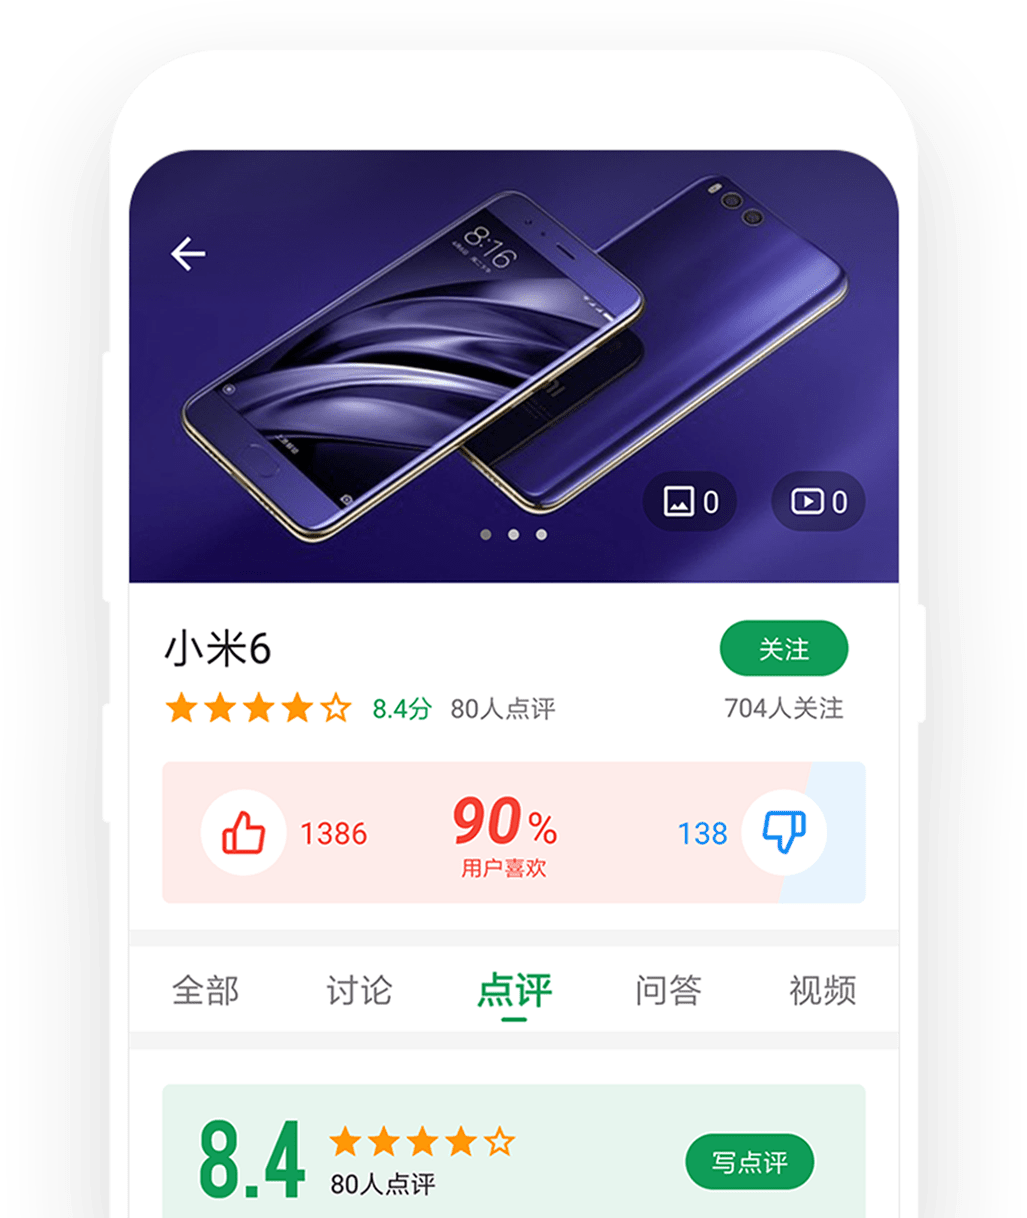 8:16
0
0
小米6
关注
8.4分 80人点评
704人关注
1386
90%
138
用户喜欢
全部 讨论 点评 问答 视频
8.4
80人点评
写点评